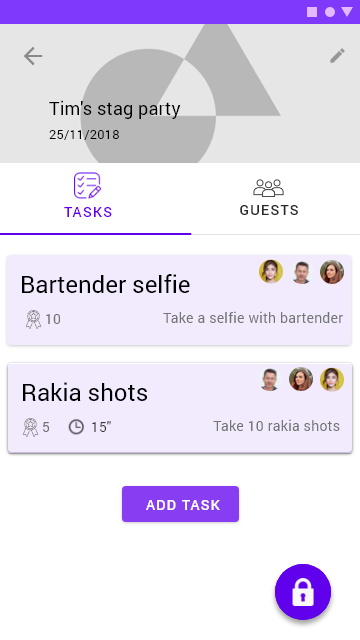 Tim's stag party
25/11/2018
TASKS
GUESTS
Bartender selfie
10
Take a selfie with bartender
Rakia shots
5
15"
Take 10 rakia shots
ADD TASK